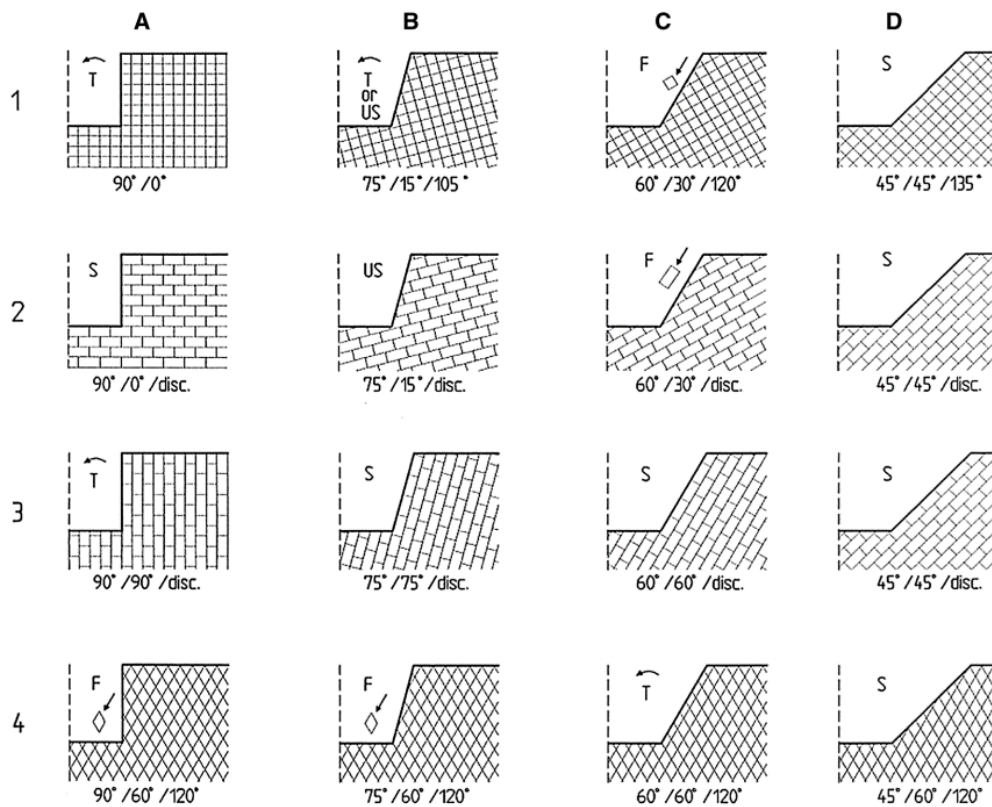 A B C D
1
T
90°/0°
T
or
US
75°/15°/105°
F
60°/30°/120°
S
45°/45°/135°
2
S
90°/0°/disc.
US
75°/15°/disc.
F
60°/30°/disc.
S
45°/45°/disc.
3
T
90°/90°/disc.
S
75°/75°/disc.
S
60°/60°/disc.
S
45°/45°/disc.
4
F
90°/60°/120°
F
75°/60°/120°
T
60°/60°/120°
S
45°/60°/120°